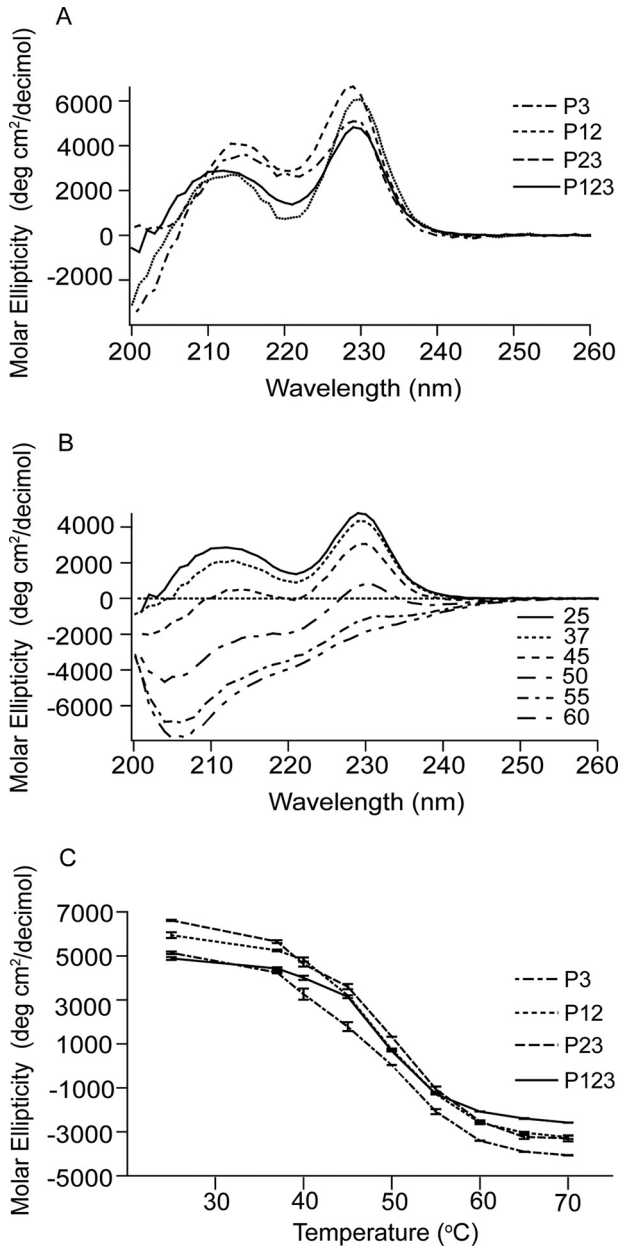 A
Molar Ellipticity (deg cm²/decimol)
6000
4000
2000
0
-2000
200 210 220 230 240 250 260
Wavelength (nm)
P3
P12
P23
P123
B
Molar Ellipticity (deg cm²/decimol)
4000
2000
0
-2000
-4000
-6000
200 210 220 230 240 250 260
Wavelength (nm)
25
37
45
50
55
60
C
Molar Ellipticity (deg cm²/decimol)
7000
5000
3000
1000
-1000
-3000
-5000
30 40 50 60 70
Temperature (°C)
P3
P12
P23
P123